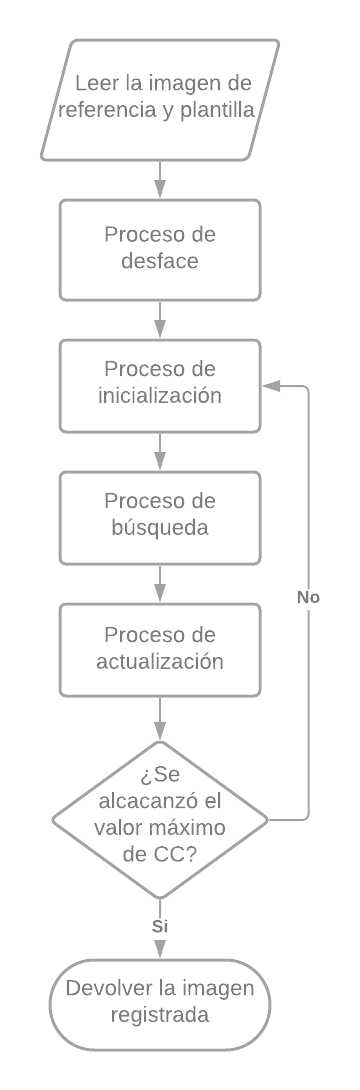 Leer la imagen de
referencia y plantilla
Proceso de
desface
Proceso de
inicialización
Proceso de
búsqueda
No
Proceso de
actualización
¿Se
alcacanzó el
valor máximo
de CC?
Si
Devolver la imagen
registrada